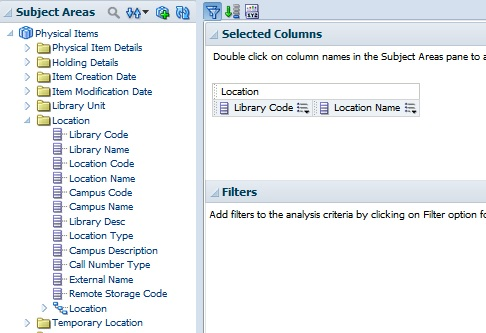 Subject Areas
Physical Items
Physical Item Details
Holding Details
Item Creation Date
Item Modification Date
Library Unit
Location
Library Code
Library Name
Location Code
Location Name
Campus Code
Campus Name
Library Desc
Location Type
Campus Description
Call Number Type
External Name
Remote Storage Code
Location
Temporary Location
Selected Columns
Double click on column names in the Subject Areas pane to a
Location
Library Code Location Name
Filters
Add filters to the analysis criteria by clicking on Filter option fo